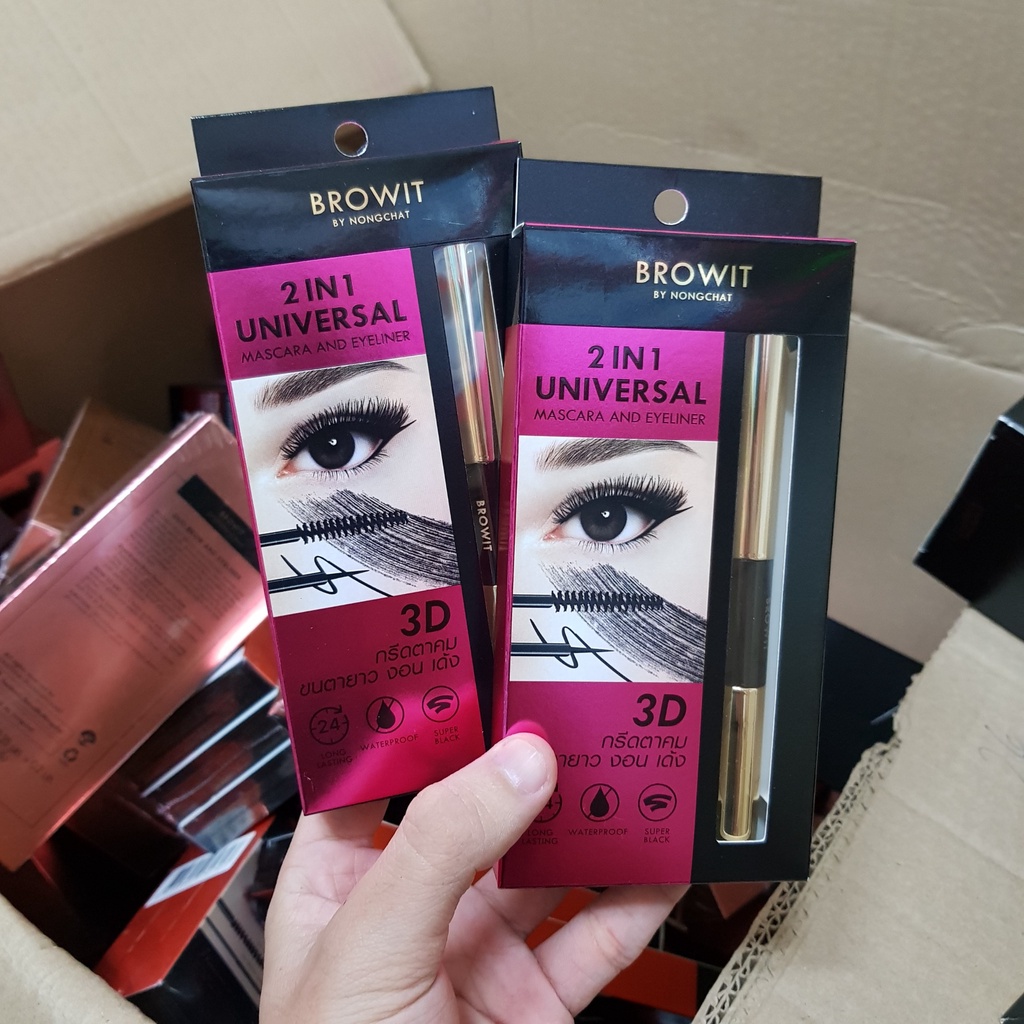 BROWIT
BY NONGCHAT
2 IN 1
UNIVERSAL
MASCARA AND EYELINER
BROWIT
3D
กรีดตาคม
ขนตายาว งอน เด้ง
24
LONG
LASTING
WATERPROOF
SUPER
BLACK
BROWIT
BY NONGCHAT
2 IN 1
UNIVERSAL
MASCARA AND EYELINER
3D
กรีดตาคม
ยาว งอน เด้ง
LONG
LASTING
WATERPROOF
SUPER
BLACK
BROWIT